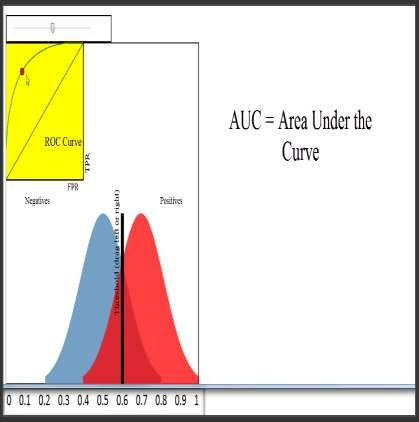 0
ROC Curve
TPR
FPR
AUC = Area Under the
Curve
Negatives
Positives
Threshold (drag left or right)
0 0.1 0.2 0.3 0.4 0.5 0.6 0.7 0.8 0.9 1